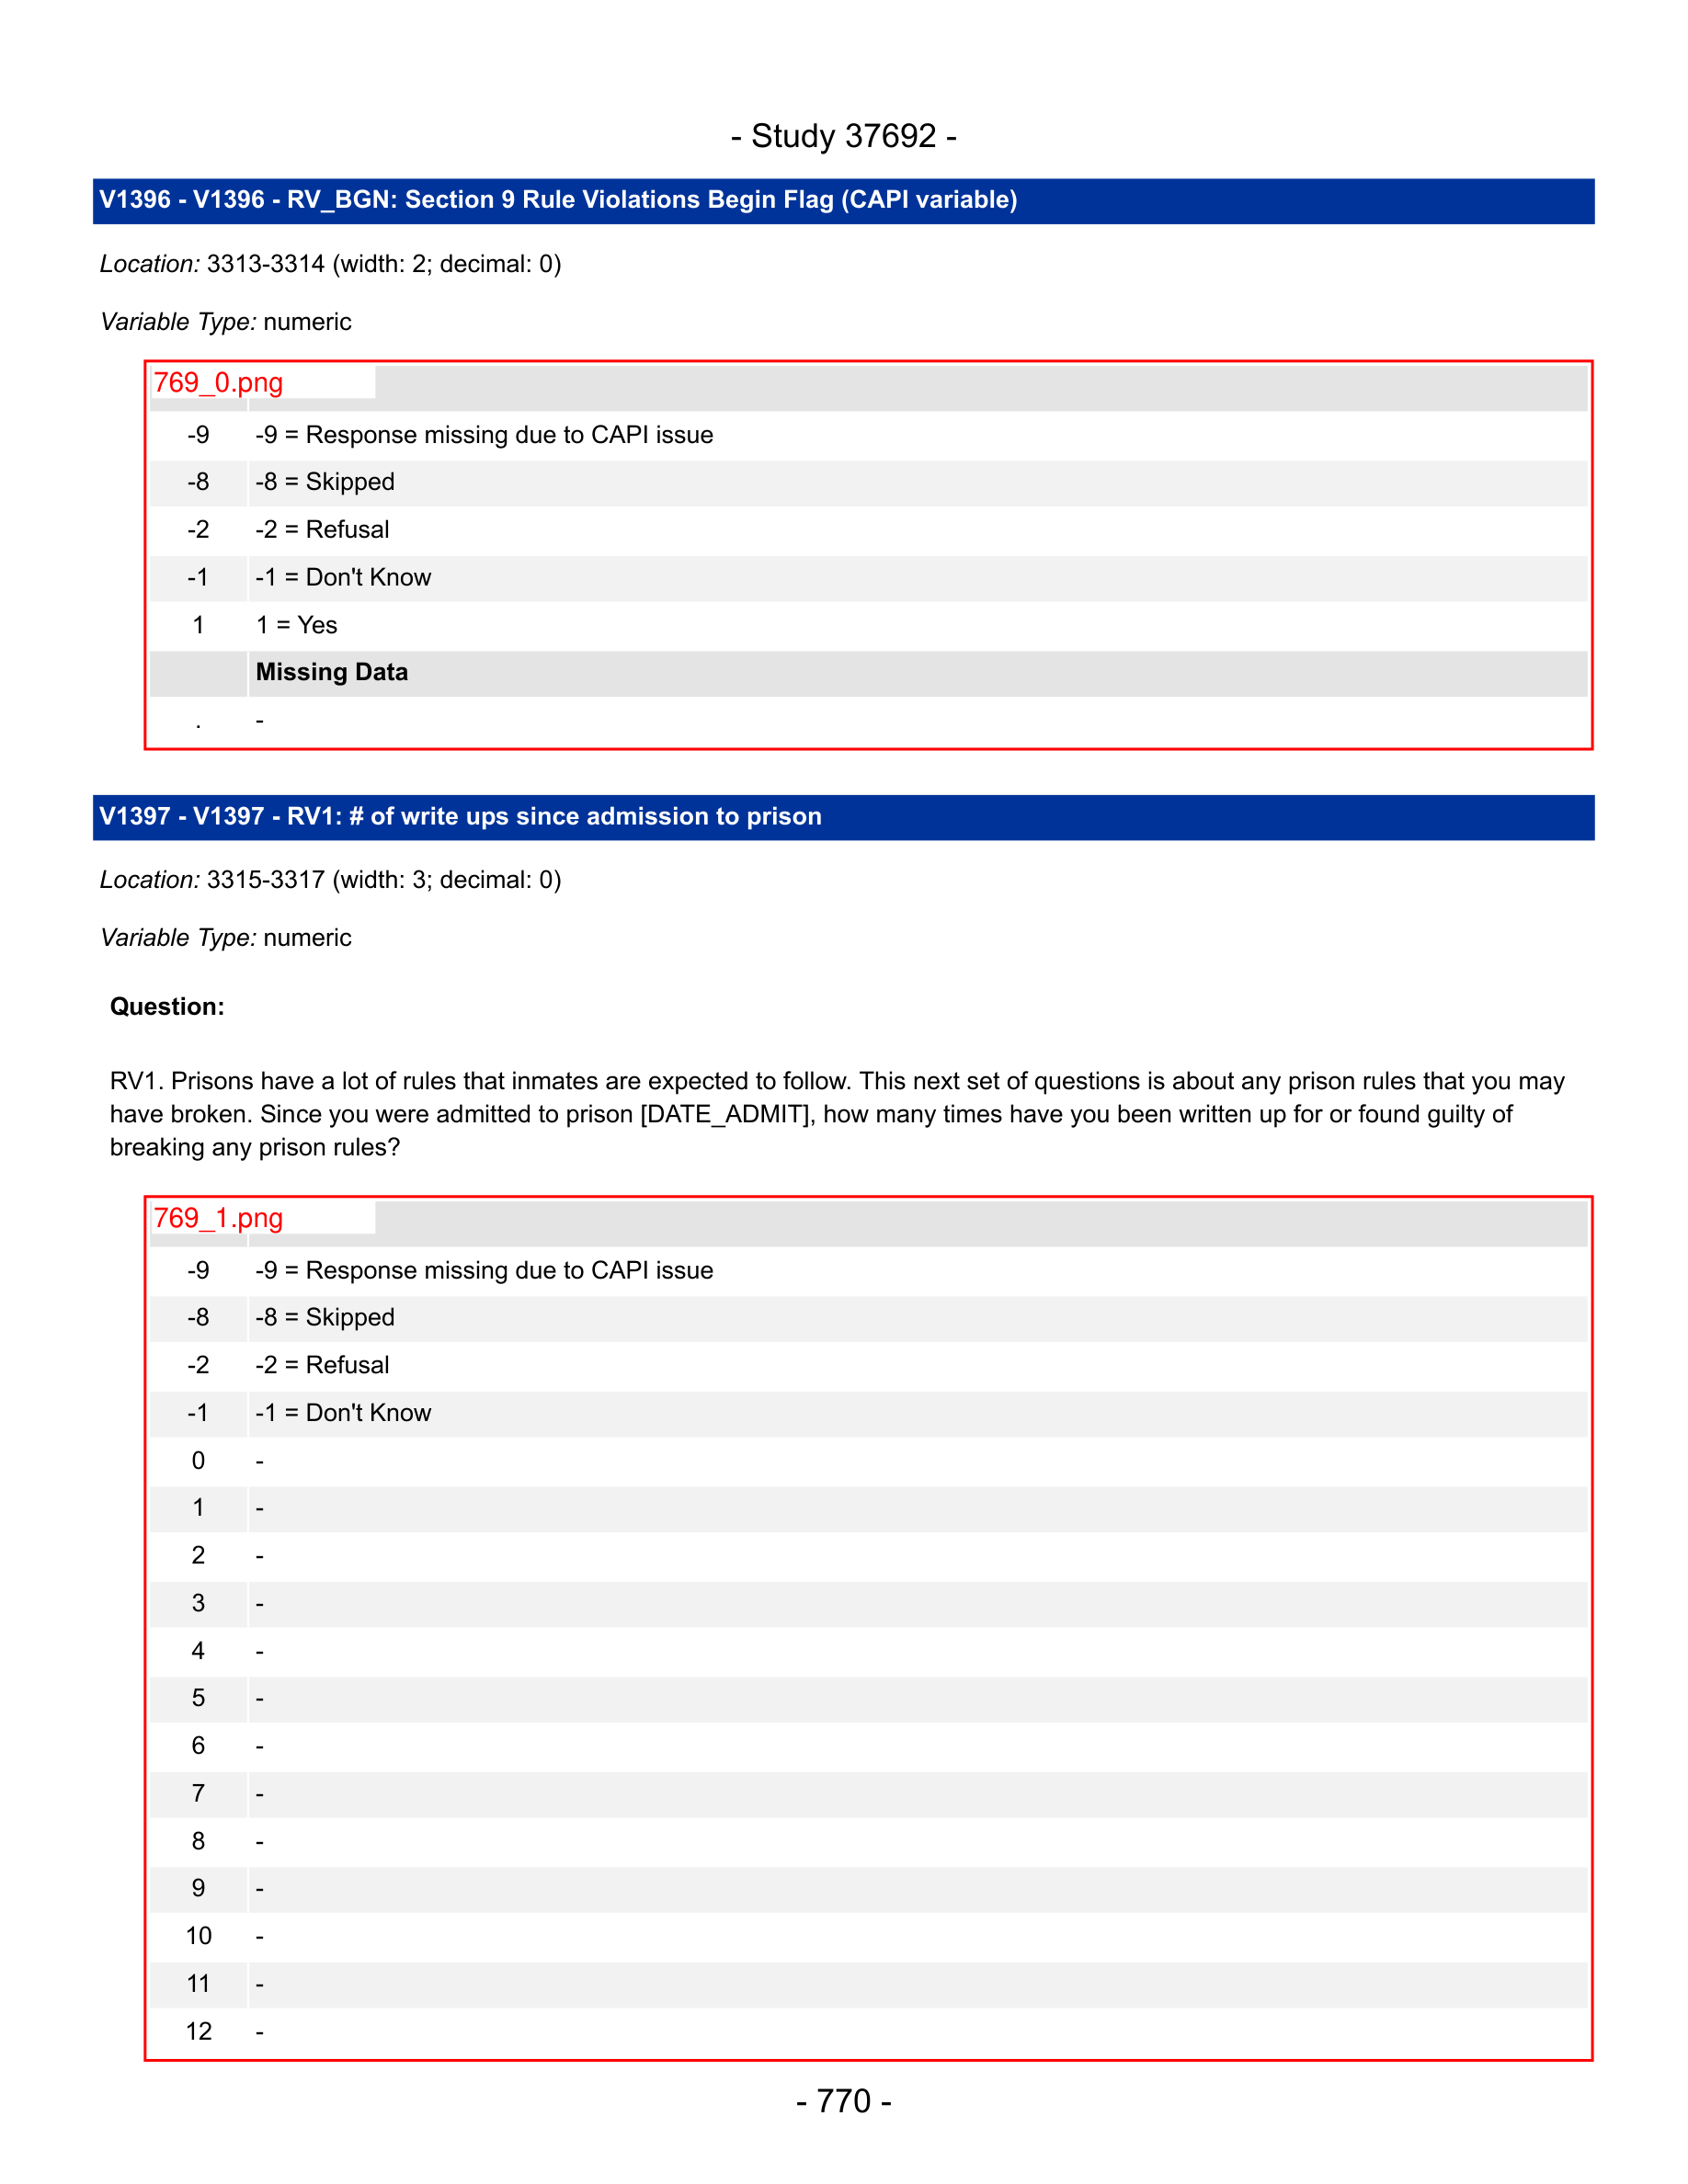 - Study 37692 -
V1396 - V1396 - RV_BGN: Section 9 Rule Violations Begin Flag (CAPI variable)
Location: 3313-3314 (width: 2; decimal: 0)
Variable Type: numeric
769_0.png
-9 -9 = Response missing due to CAPI issue
-8 -8 = Skipped
-2 -2 = Refusal
-1 -1 = Don't Know
1 1 = Yes
Missing Data
. -
V1397 - V1397 - RV1: # of write ups since admission to prison
Location: 3315-3317 (width: 3; decimal: 0)
Variable Type: numeric
Question:
RV1. Prisons have a lot of rules that inmates are expected to follow. This next set of questions is about any prison rules that you may
have broken. Since you were admitted to prison [DATE_ADMIT], how many times have you been written up for or found guilty of
breaking any prison rules?
769_1.png
-9 -9 = Response missing due to CAPI issue
-8 -8 = Skipped
-2 -2 = Refusal
-1 -1 = Don't Know
0 -
1 -
2 -
3 -
4 -
5 -
6 -
7 -
8 -
9 -
10 -
11 -
12 -
- 770 -